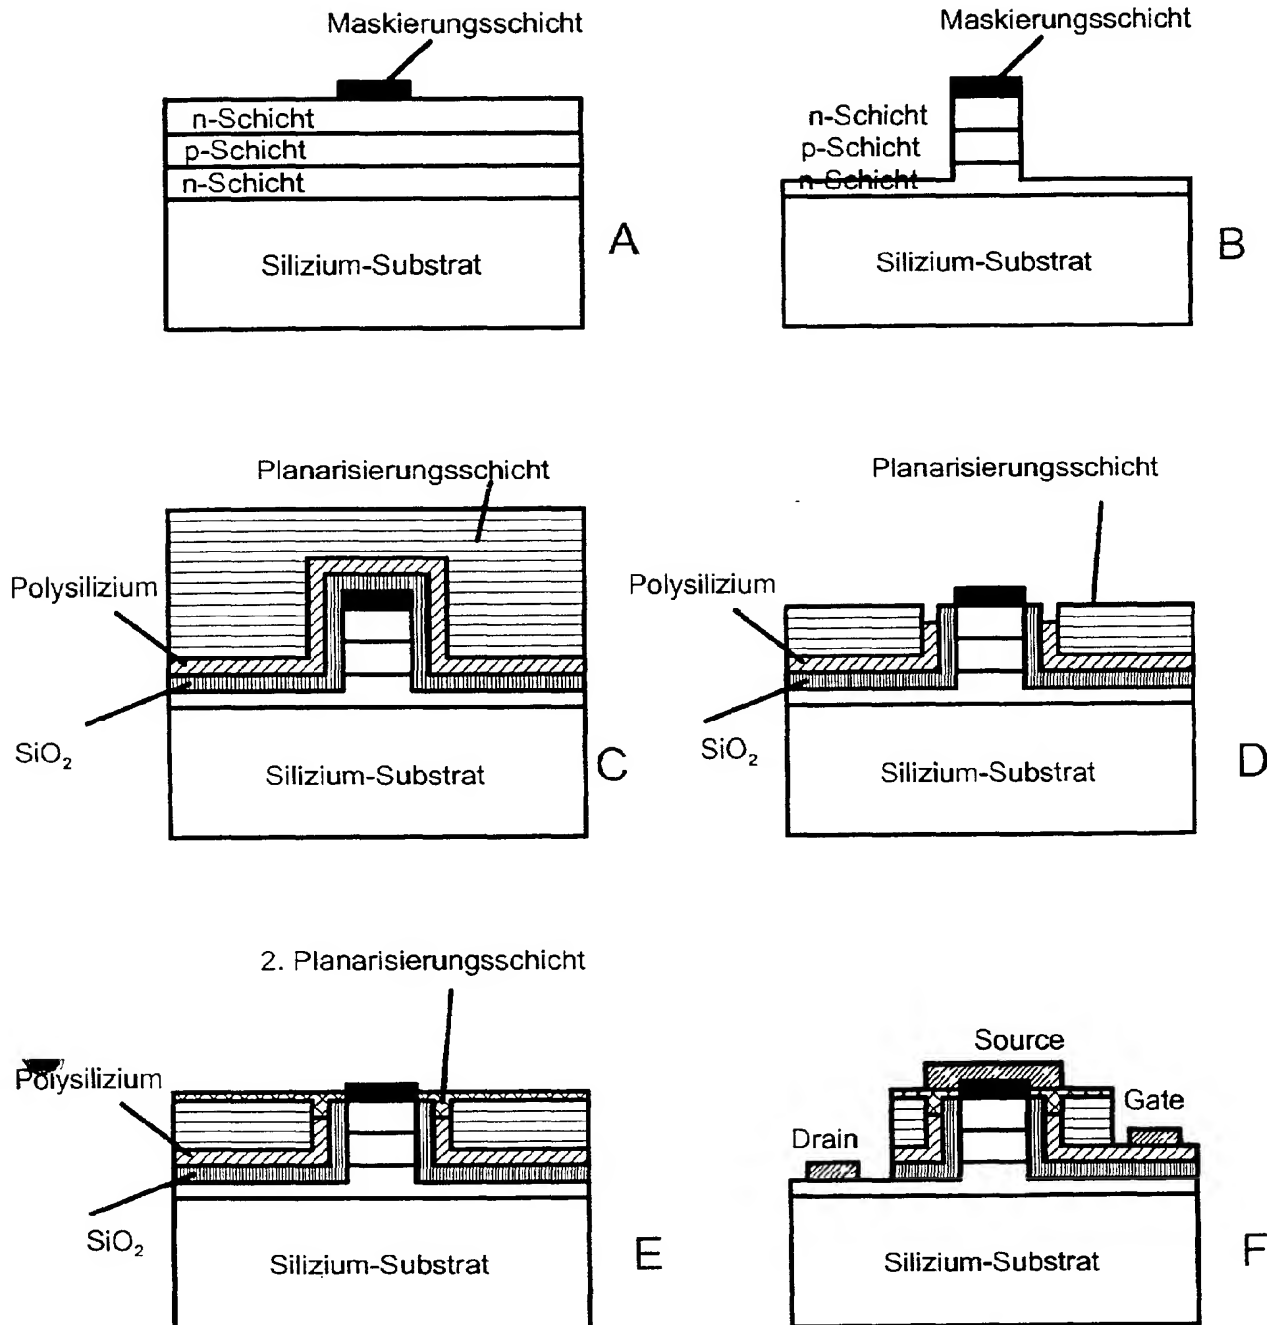 Maskierungsschicht
n-Schicht
p-Schicht
n-Schicht
Silizium-Substrat
A
Maskierungsschicht
n-Schicht
p-Schicht
n-Schicht
Silizium-Substrat
B
Planarisierungsschicht
Polysilizium
SiO₂
Silizium-Substrat
C
Planarisierungsschicht
Polysilizium
SiO₂
Silizium-Substrat
D
2. Planarisierungsschicht
Polysilizium
SiO₂
Silizium-Substrat
E
Source
Gate
Drain
Silizium-Substrat
F